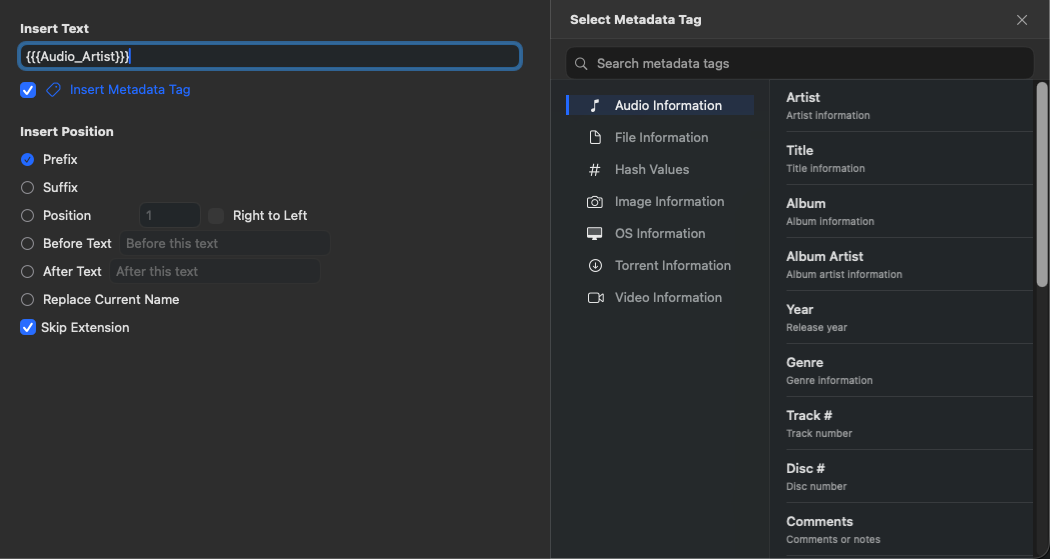 Insert Text
{{{Audio_Artist}}}
Insert Metadata Tag
Insert Position
Prefix
Suffix
Position 1 Right to Left
Before Text Before this text
After Text After this text
Replace Current Name
Skip Extension
Select Metadata Tag
Search metadata tags
Audio Information
File Information
Hash Values
Image Information
OS Information
Torrent Information
Video Information
Artist
Artist information
Title
Title information
Album
Album information
Album Artist
Album artist information
Year
Release year
Genre
Genre information
Track #
Track number
Disc #
Disc number
Comments
Comments or notes